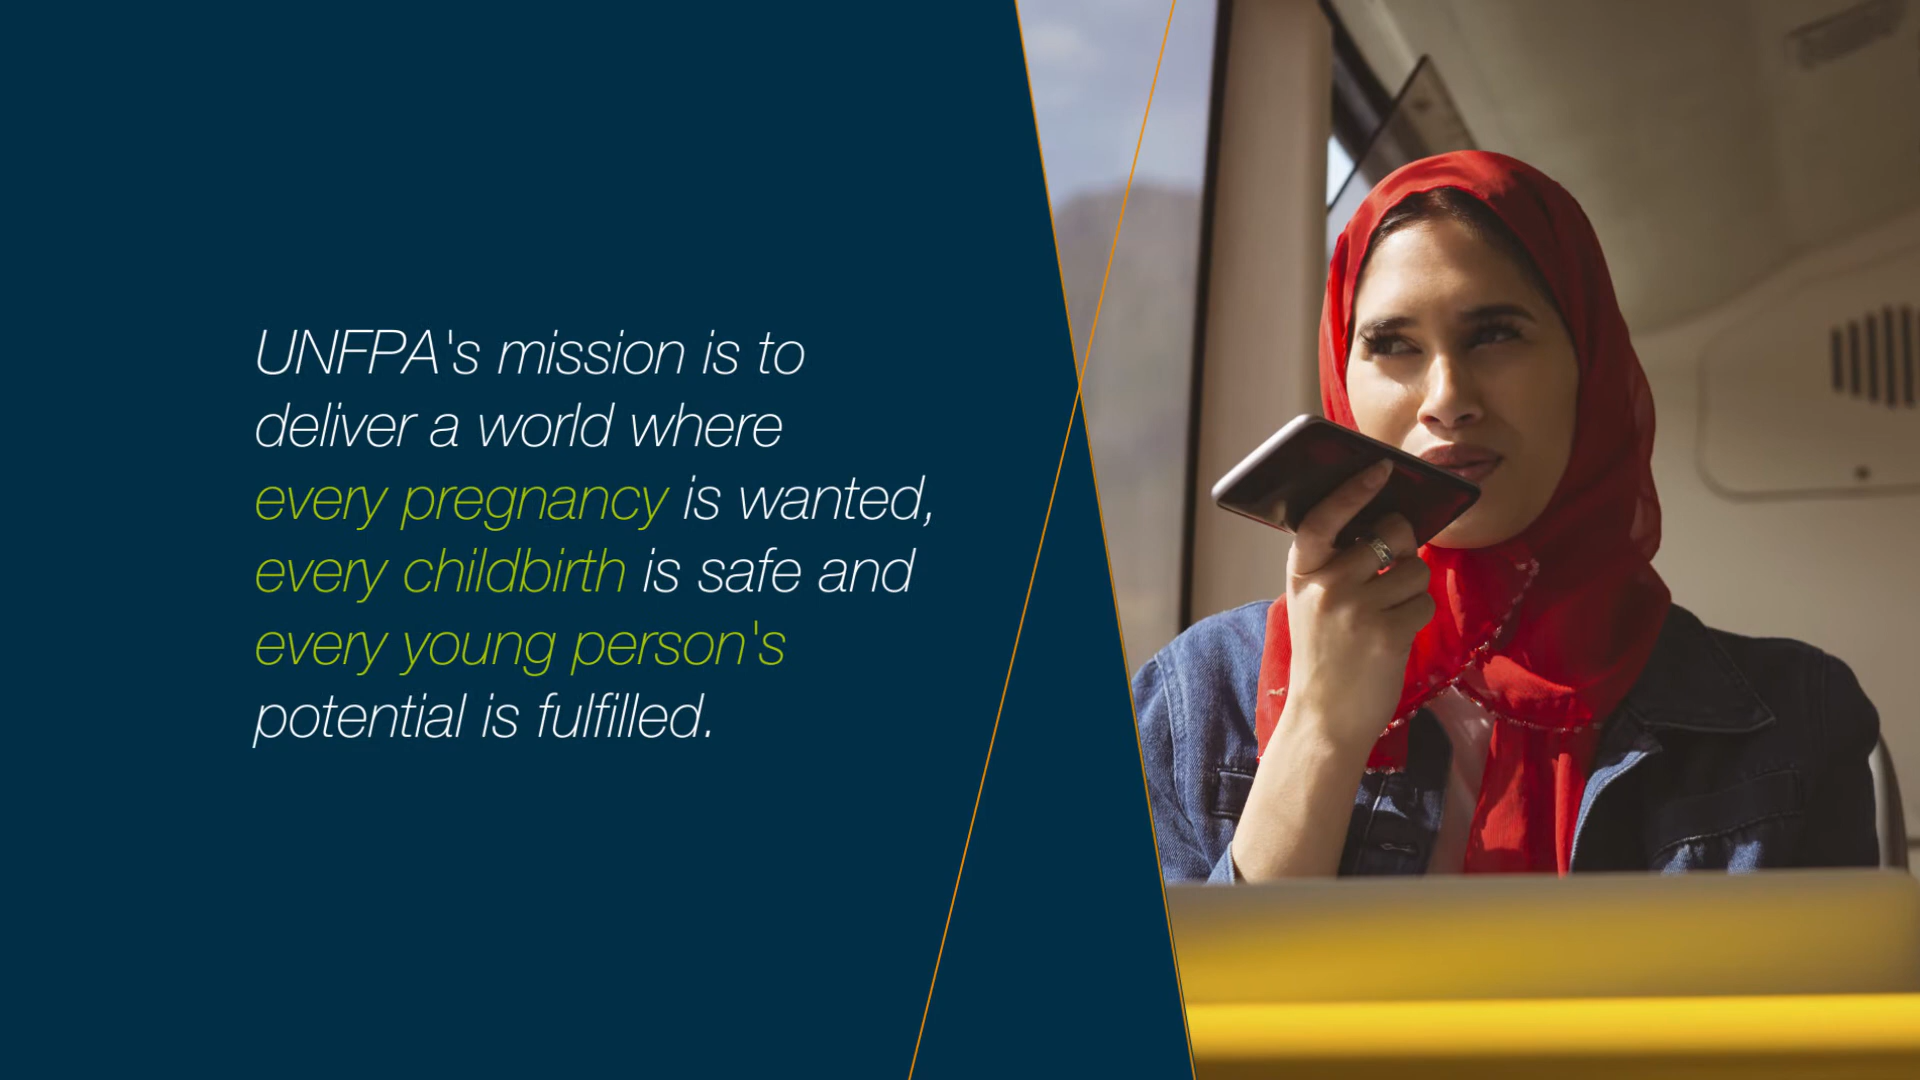 UNFPA's mission is to
deliver a world where
every pregnancy is wanted,
every childbirth is safe and
every young person's
potential is fulfilled.